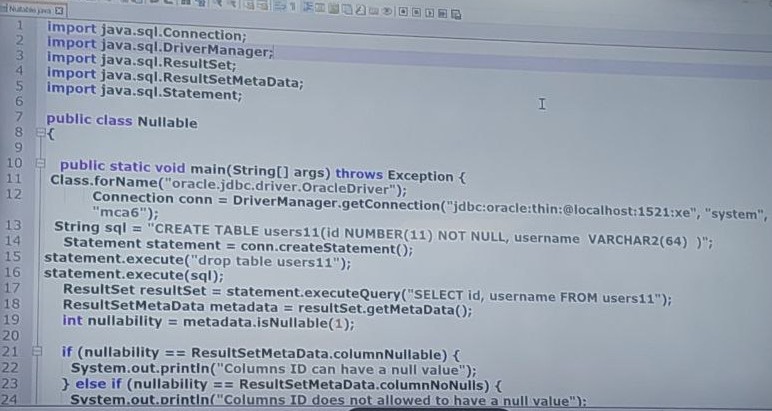 Nullable.java
1 import java.sql.Connection;
2 import java.sql.DriverManager;
3 import java.sql.ResultSet;
4 import java.sql.ResultSetMetaData;
5 import java.sql.Statement;
6
7 public class Nullable
8 {
9
10 public static void main(String[] args) throws Exception {
11 Class.forName("oracle.jdbc.driver.OracleDriver");
12 Connection conn = DriverManager.getConnection("jdbc:oracle:thin:@localhost:1521:xe", "system",
"mca6");
13 String sql = "CREATE TABLE users11(id NUMBER(11) NOT NULL, username VARCHAR2(64) )";
14 Statement statement = conn.createStatement();
15 statement.execute("drop table users11");
16 statement.execute(sql);
17 ResultSet resultSet = statement.executeQuery("SELECT id, username FROM users11");
18 ResultSetMetaData metadata = resultSet.getMetaData();
19 int nullability = metadata.isNullable(1);
20
21 if (nullability == ResultSetMetaData.columnNullable) {
22 System.out.println("Columns ID can have a null value");
23 } else if (nullability == ResultSetMetaData.columnNoNulls) {
24 System.out.println("Columns ID does not allowed to have a null value");